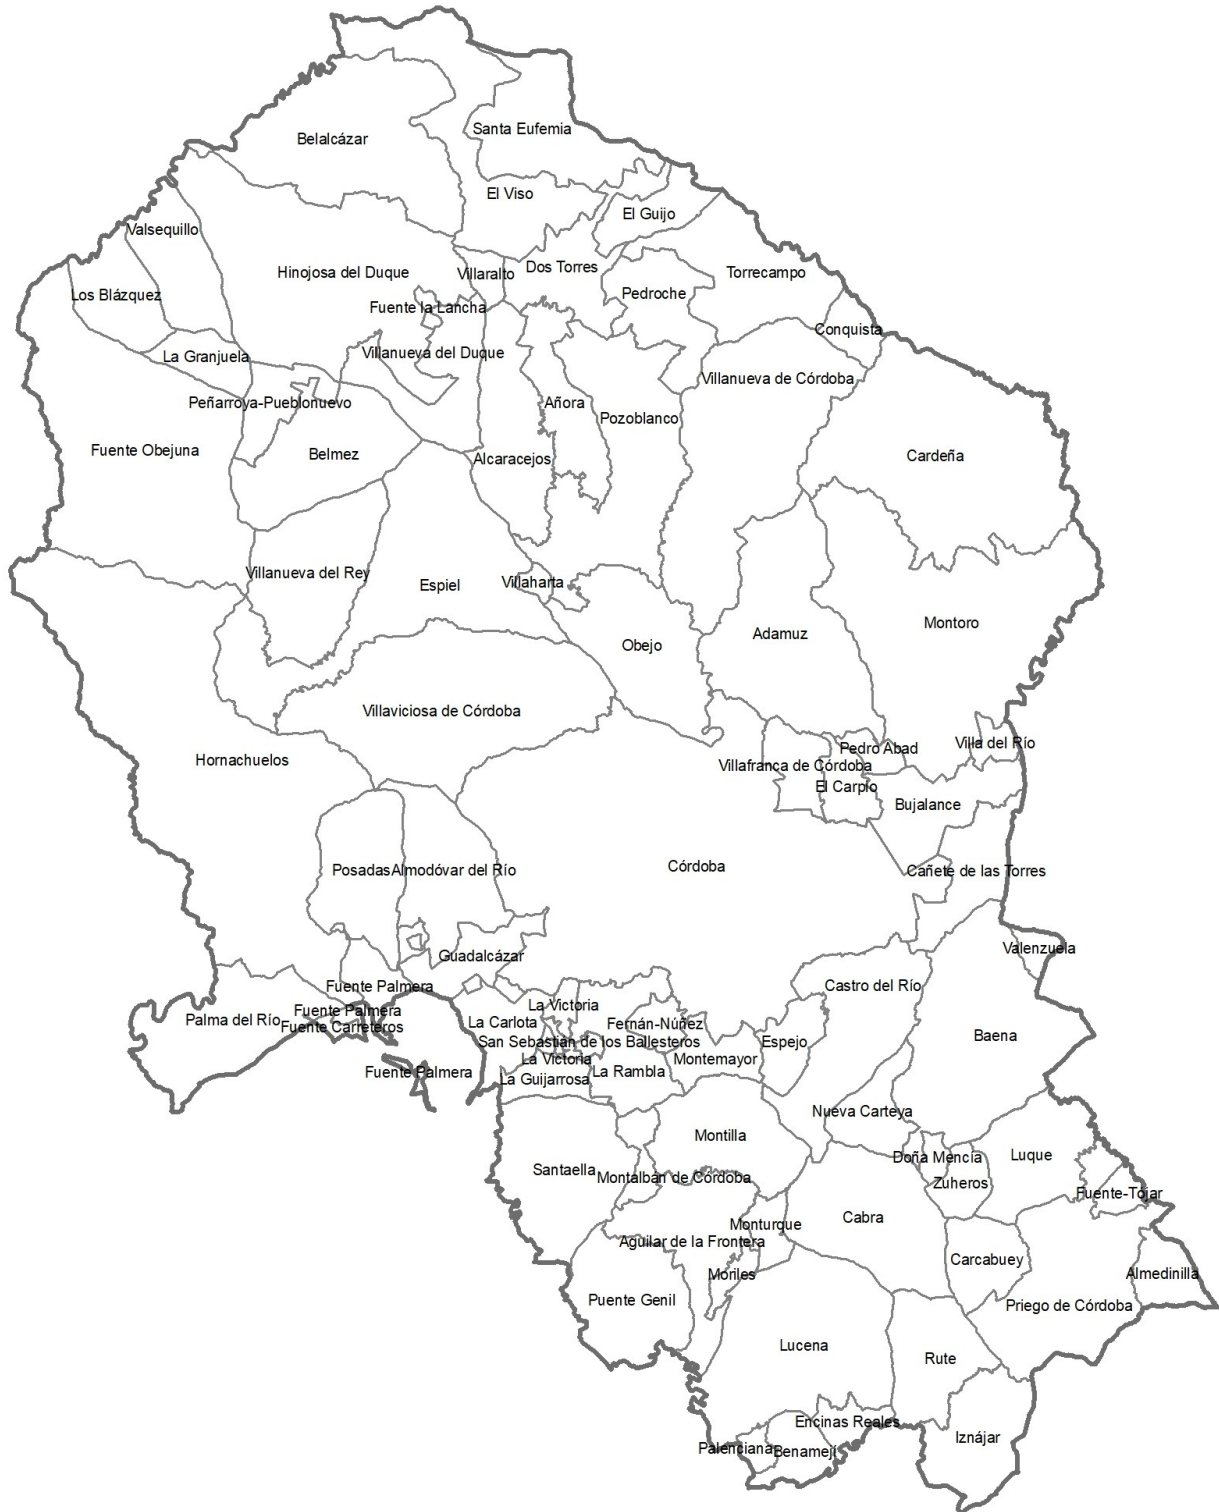 Santa Eufemia
Belalcázar
El Viso
El Guijo
Valsequillo
Dos Torres
Hinojosa del Duque
Villaralto
Torrecampo
Pedroche
Los Blázquez
Fuente la Lancha
Conquista
Villanueva del Duque
La Granjuela
Villanueva de Córdoba
Peñarroya-Pueblonuevo
Añora
Pozoblanco
Fuente Obejuna
Belmez
Cardeña
Alcaracejos
Villanueva del Rey
Villaharta
Espiel
Montoro
Adamuz
Obejo
Villaviciosa de Córdoba
Villa del Río
Pedro Abad
Hornachuelos
Villafranca de Córdoba
El Carpio
Bujalance
Córdoba
Posadas
Almodóvar del Río
Cañete de las Torres
Valenzuela
Guadalcázar
Fuente Palmera
Castro del Río
La Victoria
Fuente Palmera
Palma del Río
La Carlota
Fernán-Núñez
Fuente Carreteros
Baena
San Sebastián de los Ballesteros
Espejo
La Victoria
Montemayor
Fuente Palmera
La Rambla
La Guijarrosa
Nueva Carteya
Montilla
Luque
Doña Mencía
Santaella
Montalbán de Córdoba
Zuheros
Fuente-Tójar
Cabra
Monturque
Aguilar de la Frontera
Carcabuey
Moriles
Almedinilla
Puente Genil
Priego de Córdoba
Lucena
Rute
Encinas Reales
Iznájar
Palenciana
Benamejí